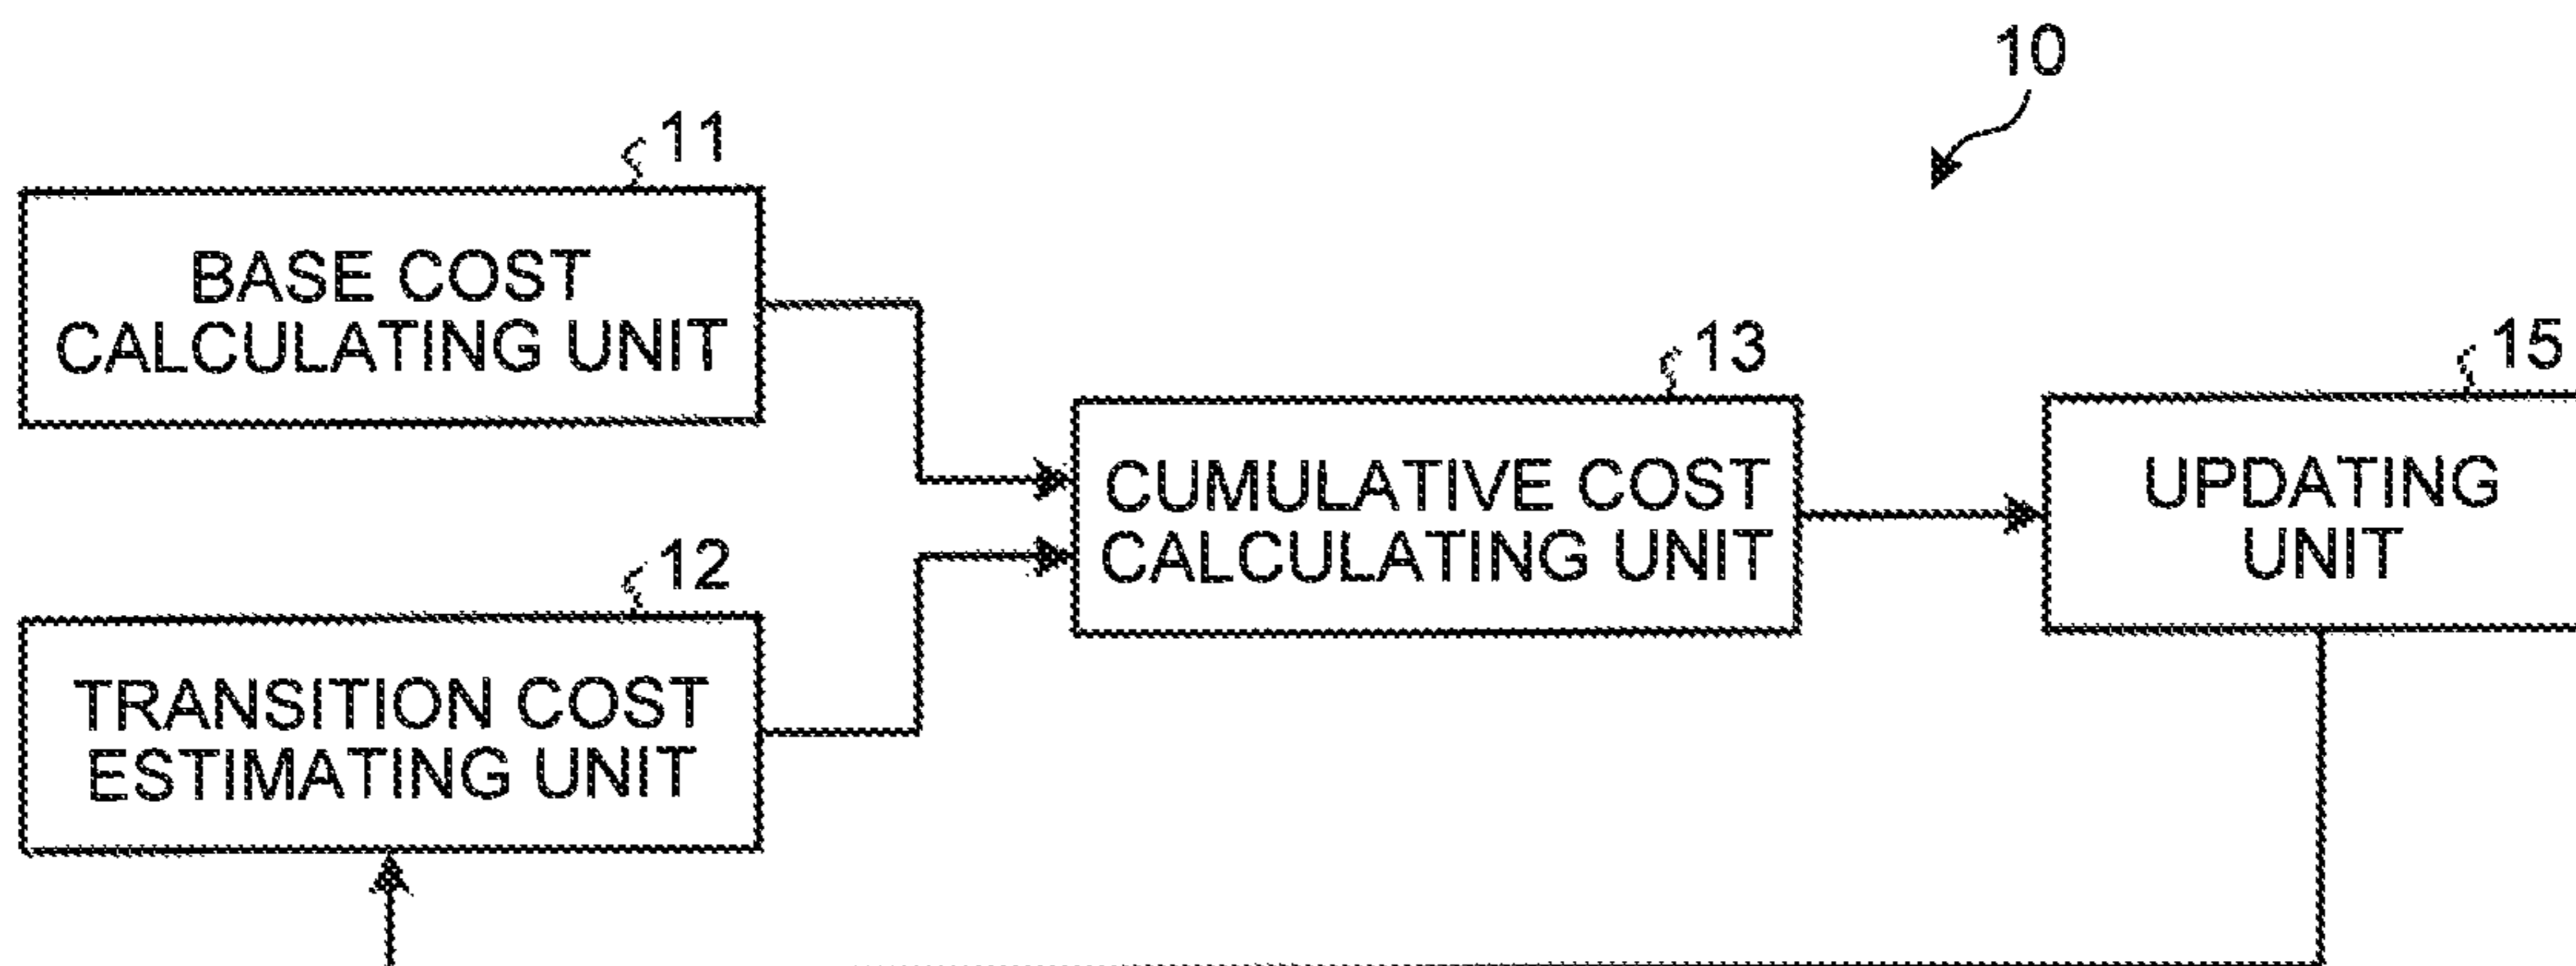 10
11
BASE COST
CALCULATING UNIT
13
CUMULATIVE COST
CALCULATING UNIT
15
UPDATING
UNIT
12
TRANSITION COST
ESTIMATING UNIT